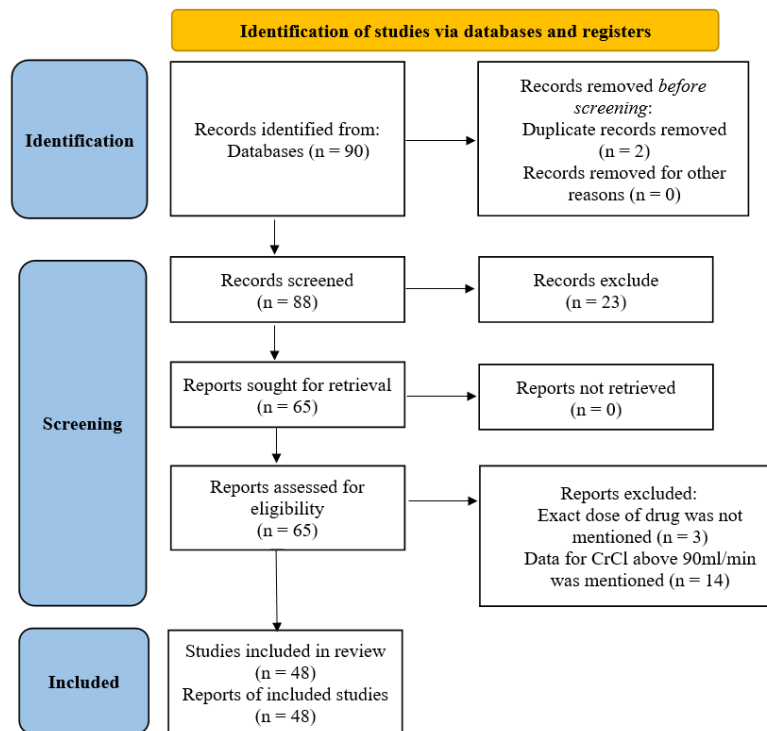 Identification of studies via databases and registers
Identification
Records identified from:
Databases (n = 90)
Records removed before
screening:
Duplicate records removed
(n = 2)
Records removed for other
reasons (n = 0)
Screening
Records screened
(n = 88)
Records exclude
(n = 23)
Reports sought for retrieval
(n = 65)
Reports not retrieved
(n = 0)
Reports assessed for
eligibility
(n = 65)
Reports excluded:
Exact dose of drug was not
mentioned (n = 3)
Data for CrCl above 90ml/min
was mentioned (n = 14)
Included
Studies included in review
(n = 48)
Reports of included studies
(n = 48)